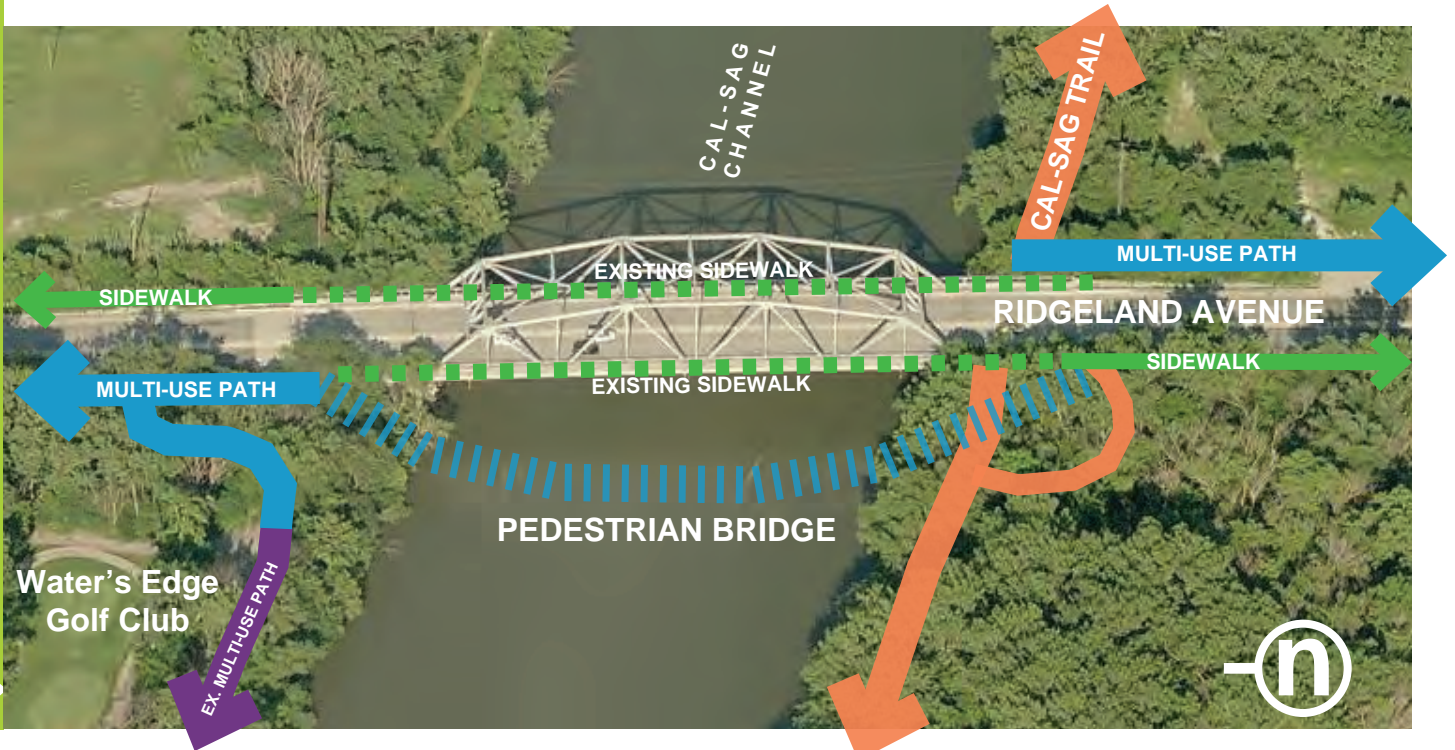 CAL-SAG
CHANNEL
CAL-SAG TRAIL
MULTI-USE PATH
EXISTING SIDEWALK
SIDEWALK
RIDGELAND AVENUE
SIDEWALK
MULTI-USE PATH
EXISTING SIDEWALK
PEDESTRIAN BRIDGE
Water's Edge
Golf Club
EX. MULTI-USE PATH
n